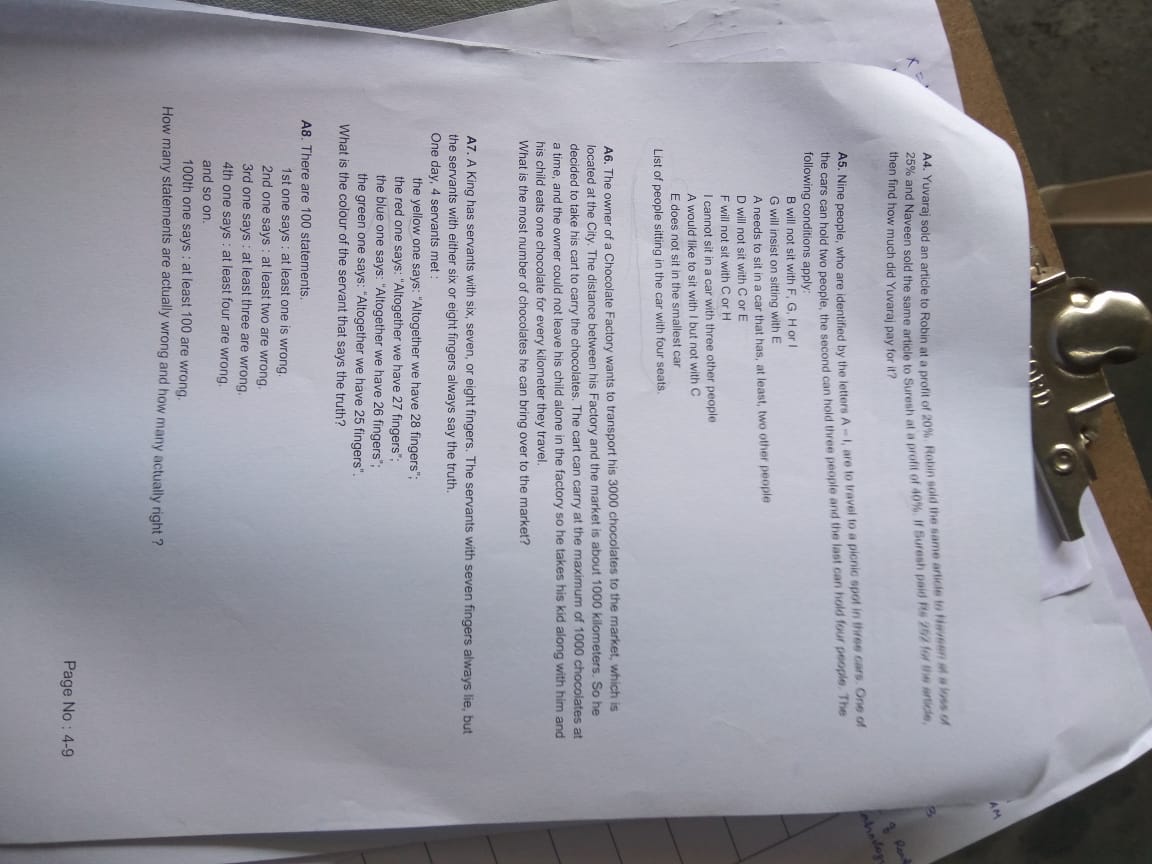 A4. Yuvaraj sold an article to Robin at a profit of 20%. Robin sold the same article to Naveen at a loss of
25% and Naveen sold the same article to Suresh at a profit of 40%. If Suresh paid Rs 252 for the article,
then find how much did Yuvaraj pay for it?
A5. Nine people, who are identified by the letters A – I, are to travel to a picnic spot in three cars. One of
the cars can hold two people, the second can hold three people and the last can hold four people. The
following conditions apply:
B will not sit with F, G, H or I
G will insist on sitting with E
A needs to sit in a car that has, at least, two other people
D will not sit with C or E
F will not sit with C or H
I cannot sit in a car with three other people
A would like to sit with I but not with C
E does not sit in the smallest car
List of people sitting in the car with four seats.
A6. The owner of a Chocolate Factory wants to transport his 3000 chocolates to the market, which is
located at the City. The distance between his Factory and the market is about 1000 kilometers. So he
decided to take his cart to carry the chocolates. The cart can carry at the maximum of 1000 chocolates at
a time, and the owner could not leave his child alone in the factory so he takes his kid along with him and
his child eats one chocolate for every kilometer they travel.
What is the most number of chocolates he can bring over to the market?
A7. A King has servants with six, seven, or eight fingers. The servants with seven fingers always lie, but
the servants with either six or eight fingers always say the truth.
One day, 4 servants met :
the yellow one says: "Altogether we have 28 fingers";
the red one says: "Altogether we have 27 fingers";
the blue one says: "Altogether we have 26 fingers";
the green one says: "Altogether we have 25 fingers".
What is the colour of the servant that says the truth?
A8. There are 100 statements.
1st one says : at least one is wrong.
2nd one says : at least two are wrong.
3rd one says : at least three are wrong.
4th one says : at least four are wrong.
and so on.
100th one says : at least 100 are wrong.
How many statements are actually wrong and how many actually right ?
Page No : 4-9
AM